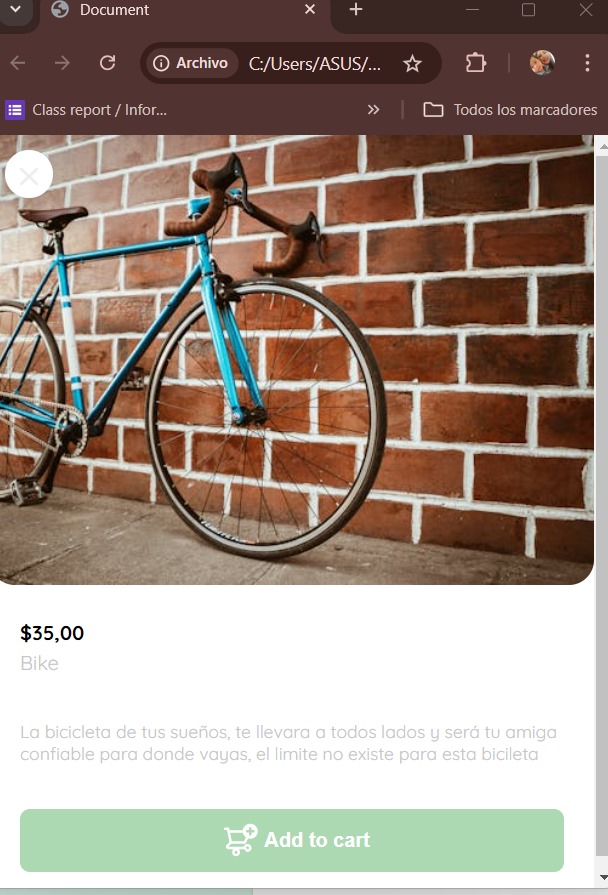 Document
Archivo
C:/Users/ASUS/...
Class report / Infor...
Todos los marcadores
$35,00
Bike
La bicicleta de tus sueños, te llevara a todos lados y será tu amiga
confiable para donde vayas, el limite no existe para esta bicileta
Add to cart